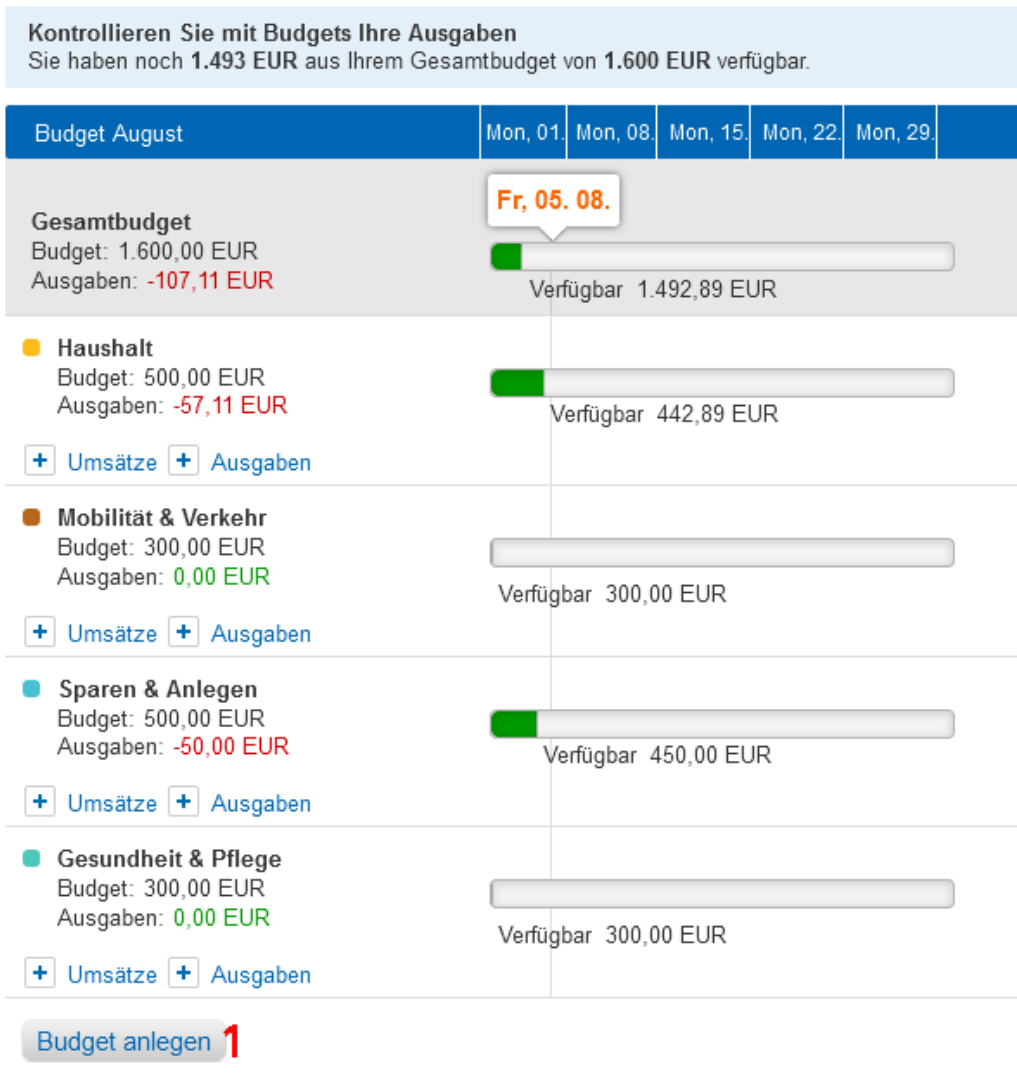 Kontrollieren Sie mit Budgets Ihre Ausgaben
Sie haben noch 1.493 EUR aus Ihrem Gesamtbudget von 1.600 EUR verfügbar.
Budget August Mon, 01. Mon, 08. Mon, 15. Mon, 22. Mon, 29.
Fr, 05. 08.
Gesamtbudget
Budget: 1.600,00 EUR
Ausgaben: -107,11 EUR
Verfügbar 1.492,89 EUR
Haushalt
Budget: 500,00 EUR
Ausgaben: -57,11 EUR
Verfügbar 442,89 EUR
+ Umsätze + Ausgaben
Mobilität & Verkehr
Budget: 300,00 EUR
Ausgaben: 0,00 EUR
Verfügbar 300,00 EUR
+ Umsätze + Ausgaben
Sparen & Anlegen
Budget: 500,00 EUR
Ausgaben: -50,00 EUR
Verfügbar 450,00 EUR
+ Umsätze + Ausgaben
Gesundheit & Pflege
Budget: 300,00 EUR
Ausgaben: 0,00 EUR
Verfügbar 300,00 EUR
+ Umsätze + Ausgaben
Budget anlegen 1